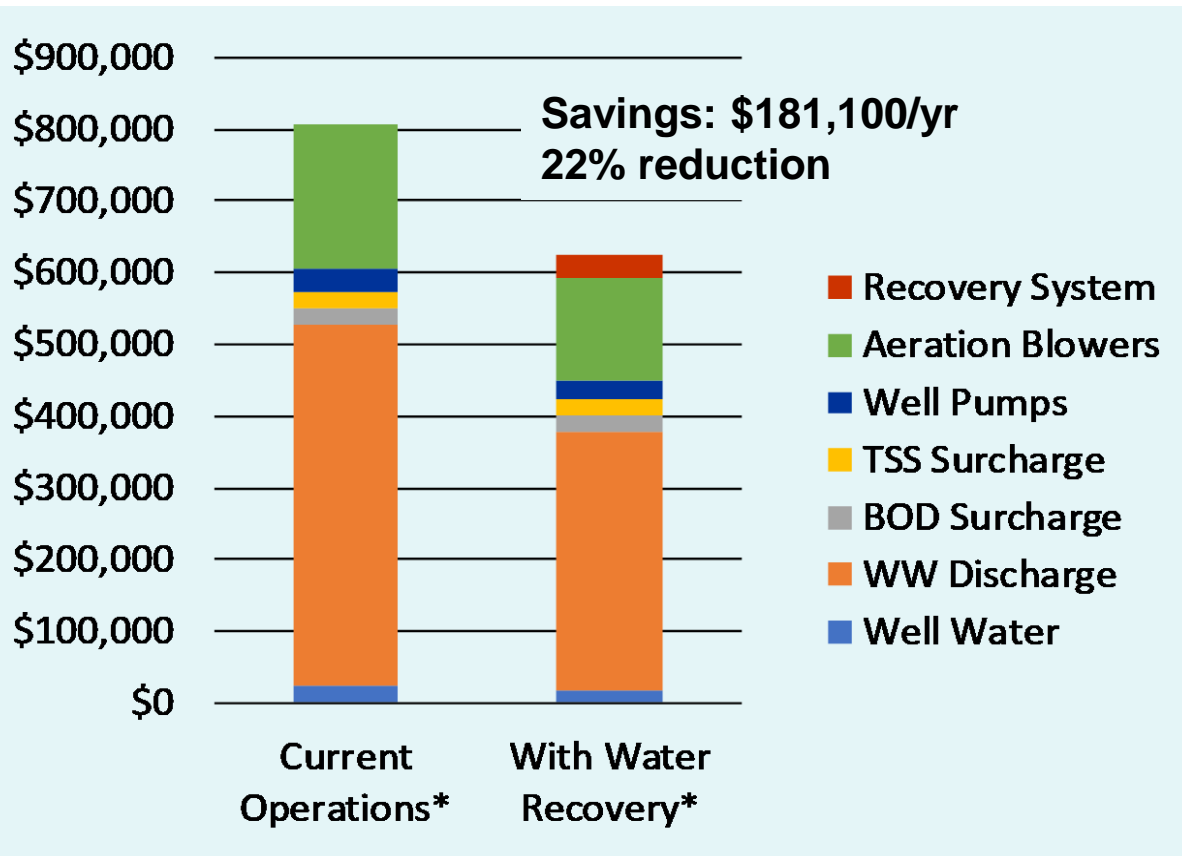 $900,000
$800,000
$700,000
$600,000
$500,000
$400,000
$300,000
$200,000
$100,000
$0
Savings: $181,100/yr
22% reduction
Recovery System
Aeration Blowers
Well Pumps
TSS Surcharge
BOD Surcharge
WW Discharge
Well Water
Current
Operations*
With Water
Recovery*